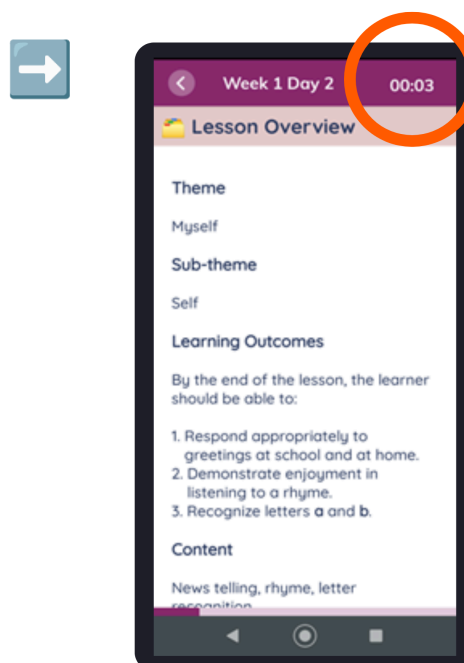 Week 1 Day 2
00:03
Lesson Overview
Theme
Myself
Sub-theme
Self
Learning Outcomes
By the end of the lesson, the learner
should be able to:
1. Respond appropriately to
greetings at school and at home.
2. Demonstrate enjoyment in
listening to a rhyme.
3. Recognize letters a and b.
Content
News telling, rhyme, letter
recognition